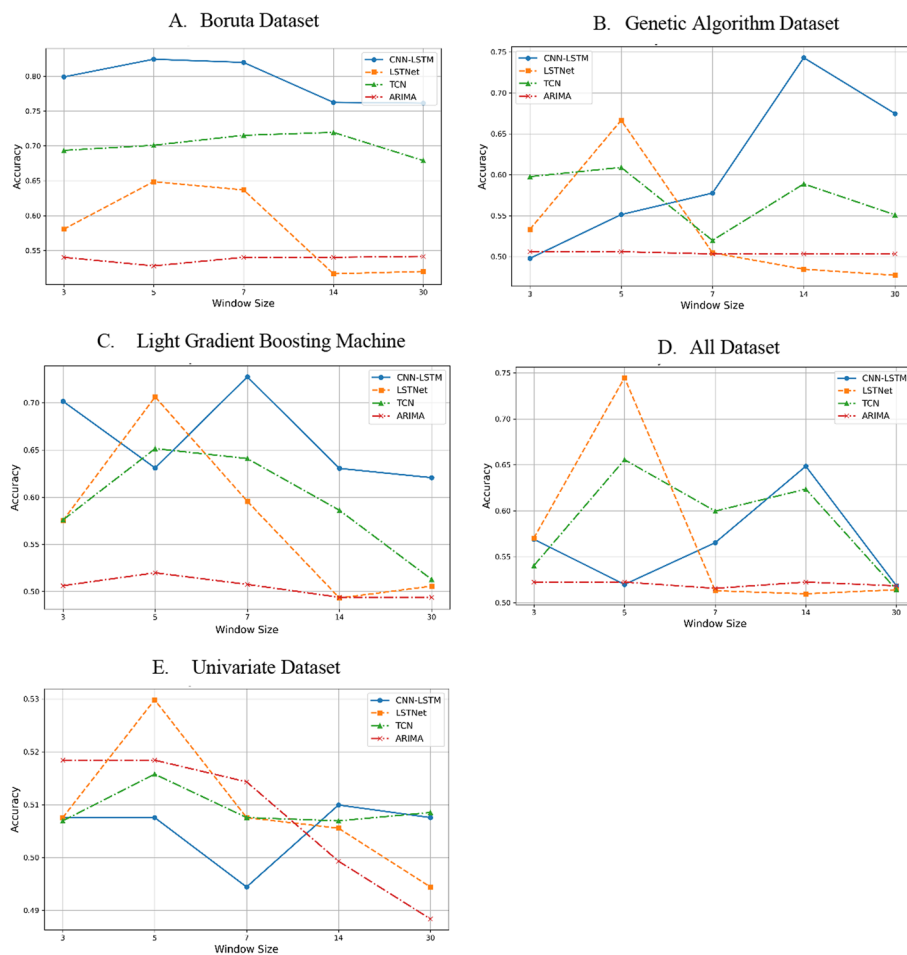 A. Boruta Dataset
CNN-LSTM
LSTNet
TCN
ARIMA
0.80
0.75
0.70
0.65
0.60
0.55
Accuracy
3 5 7 14 30
Window Size
B. Genetic Algorithm Dataset
CNN-LSTM
LSTNet
TCN
ARIMA
0.75
0.70
0.65
0.60
0.55
0.50
Accuracy
3 5 7 14 30
Window Size
C. Light Gradient Boosting Machine
CNN-LSTM
LSTNet
TCN
ARIMA
0.70
0.65
0.60
0.55
0.50
Accuracy
3 5 7 14 30
Window Size
D. All Dataset
CNN-LSTM
LSTNet
TCN
ARIMA
0.75
0.70
0.65
0.60
0.55
0.50
Accuracy
3 5 7 14 30
Window Size
E. Univariate Dataset
CNN-LSTM
LSTNet
TCN
ARIMA
0.53
0.52
0.51
0.50
0.49
Accuracy
3 5 7 14 30
Window Size